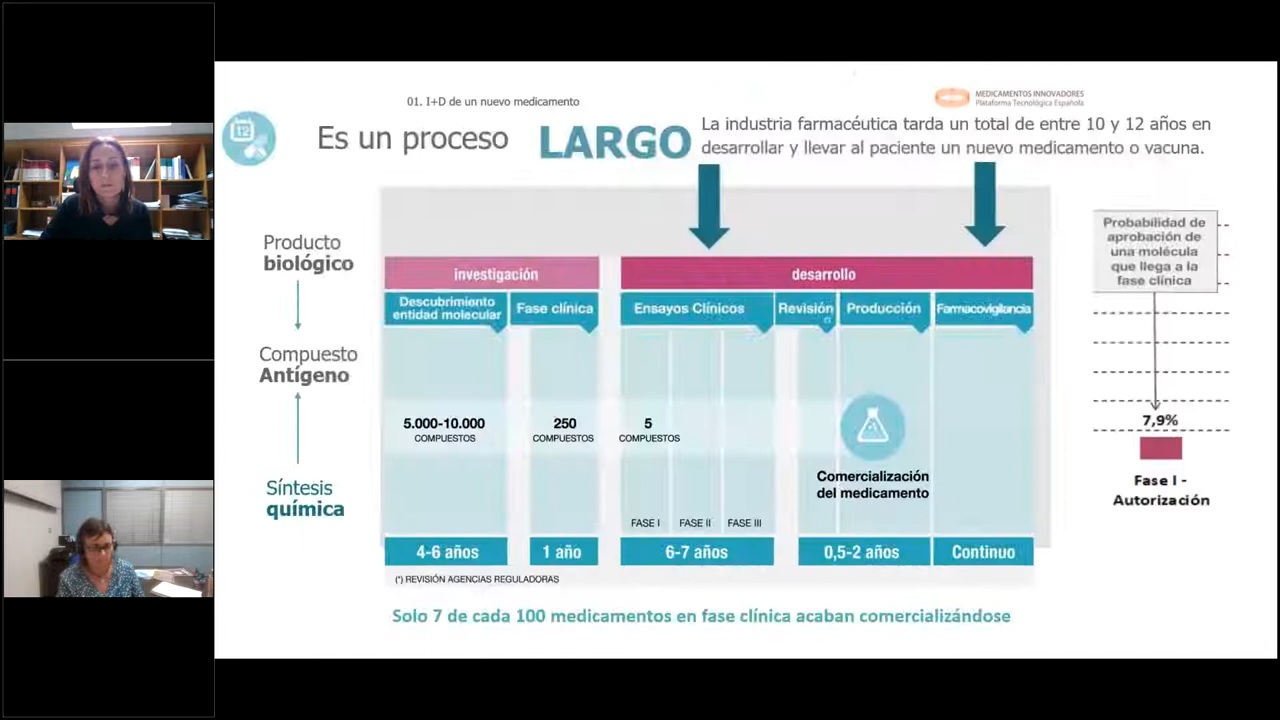 01. I+D de un nuevo medicamento
MEDICAMENTOS INNOVADORES
Plataforma Tecnológica Española
12
Es un proceso LARGO
La industria farmacéutica tarda un total de entre 10 y 12 años en
desarrollar y llevar al paciente un nuevo medicamento o vacuna.
Producto
biológico
Compuesto
Antígeno
Síntesis
química
investigación
desarrollo
Descubrimiento
entidad molecular
Fase clínica
Ensayos Clínicos
Revisión
Producción
Farmacovigilancia
5.000-10.000
COMPUESTOS
250
COMPUESTOS
5
COMPUESTOS
Comercialización
del medicamento
FASE I
FASE II
FASE III
4-6 años
1 año
6-7 años
0,5-2 años
Continuo
(*) REVISIÓN AGENCIAS REGULADORAS
Probabilidad de
aprobación de
una molécula
que llega a la
fase clínica
7,9%
Fase I -
Autorización
Solo 7 de cada 100 medicamentos en fase clínica acaban comercializándose